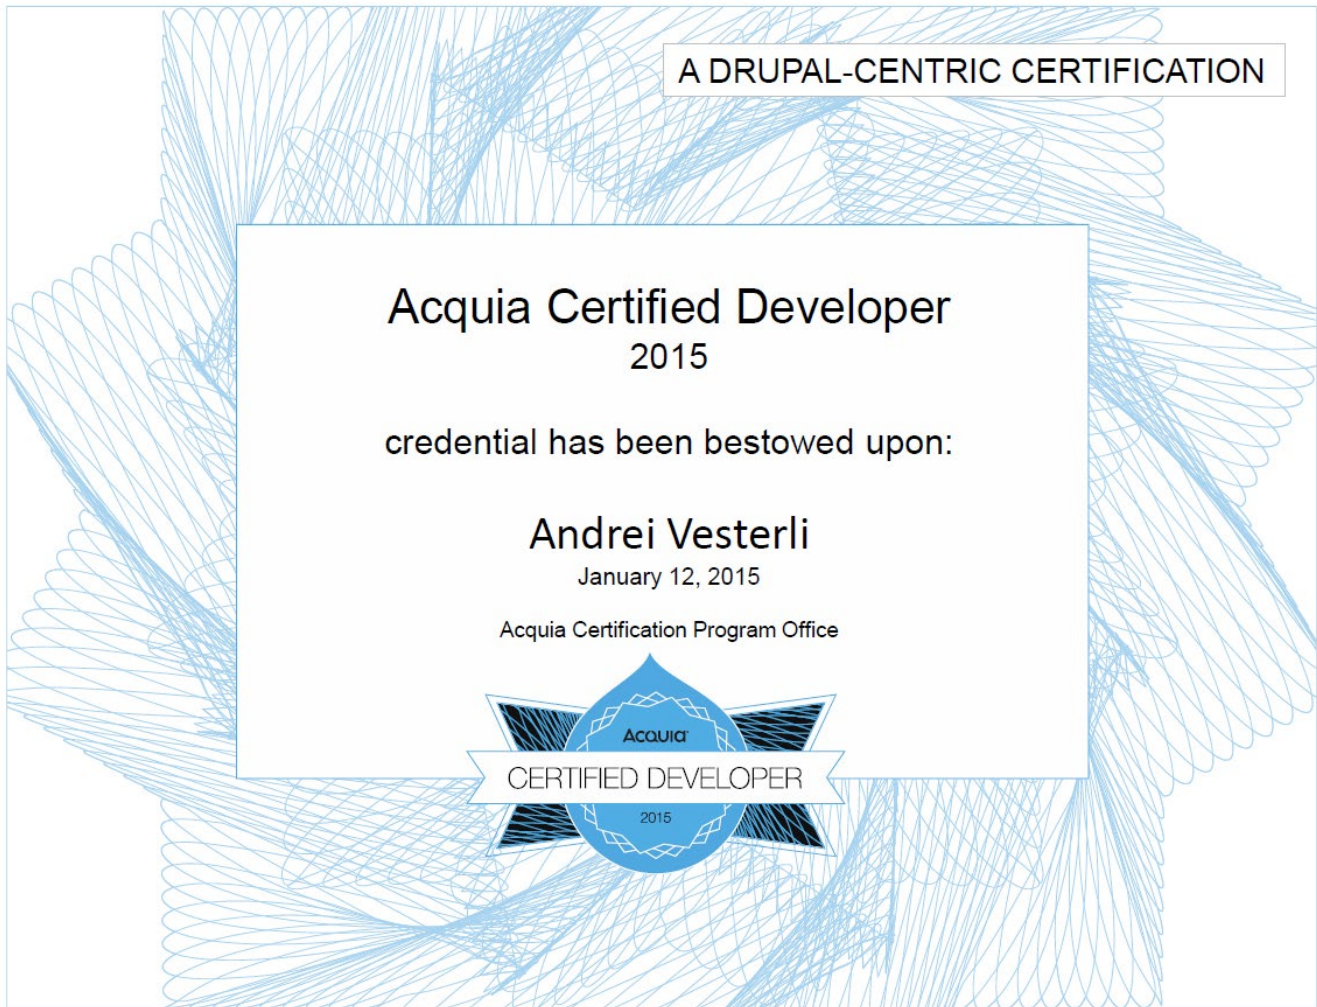 A DRUPAL-CENTRIC CERTIFICATION
Acquia Certified Developer
2015
credential has been bestowed upon:
Andrei Vesterli
January 12, 2015
Acquia Certification Program Office
Acquia
CERTIFIED DEVELOPER
2015